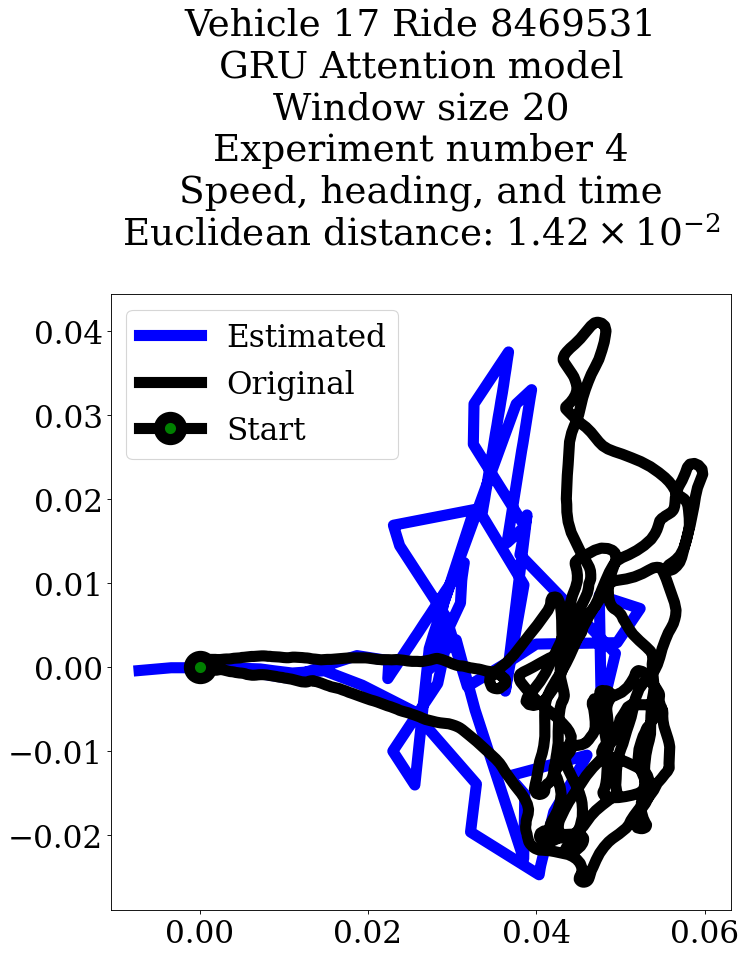 Vehicle 17 Ride 8469531
GRU Attention model
Window size 20
Experiment number 4
Speed, heading, and time
Euclidean distance: 1.42 × 10⁻²
Estimated
Original
Start
0.04
0.03
0.02
0.01
0.00
−0.01
−0.02
0.00 0.02 0.04 0.06